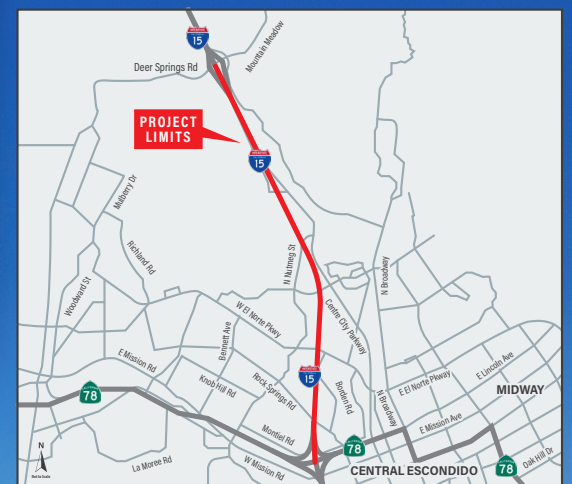 15
Mountain Meadow
Deer Springs Rd
PROJECT
LIMITS
15
Mulberry Dr
Richland Rd
N Nutmeg St
N Broadway
Woodward St
W El Norte Pkwy
Centre City Parkway
Bennett Ave
E Mission Rd
Knob Hill Rd
Rock Springs Rd
15
Borden Rd
N Broadway
E El Norte Pkway
E Lincoln Ave
MIDWAY
78
E Mission Ave
Montiel Rd
78
N
La Moree Rd
W Mission Rd
CENTRAL ESCONDIDO
78
Oak Hill Dr